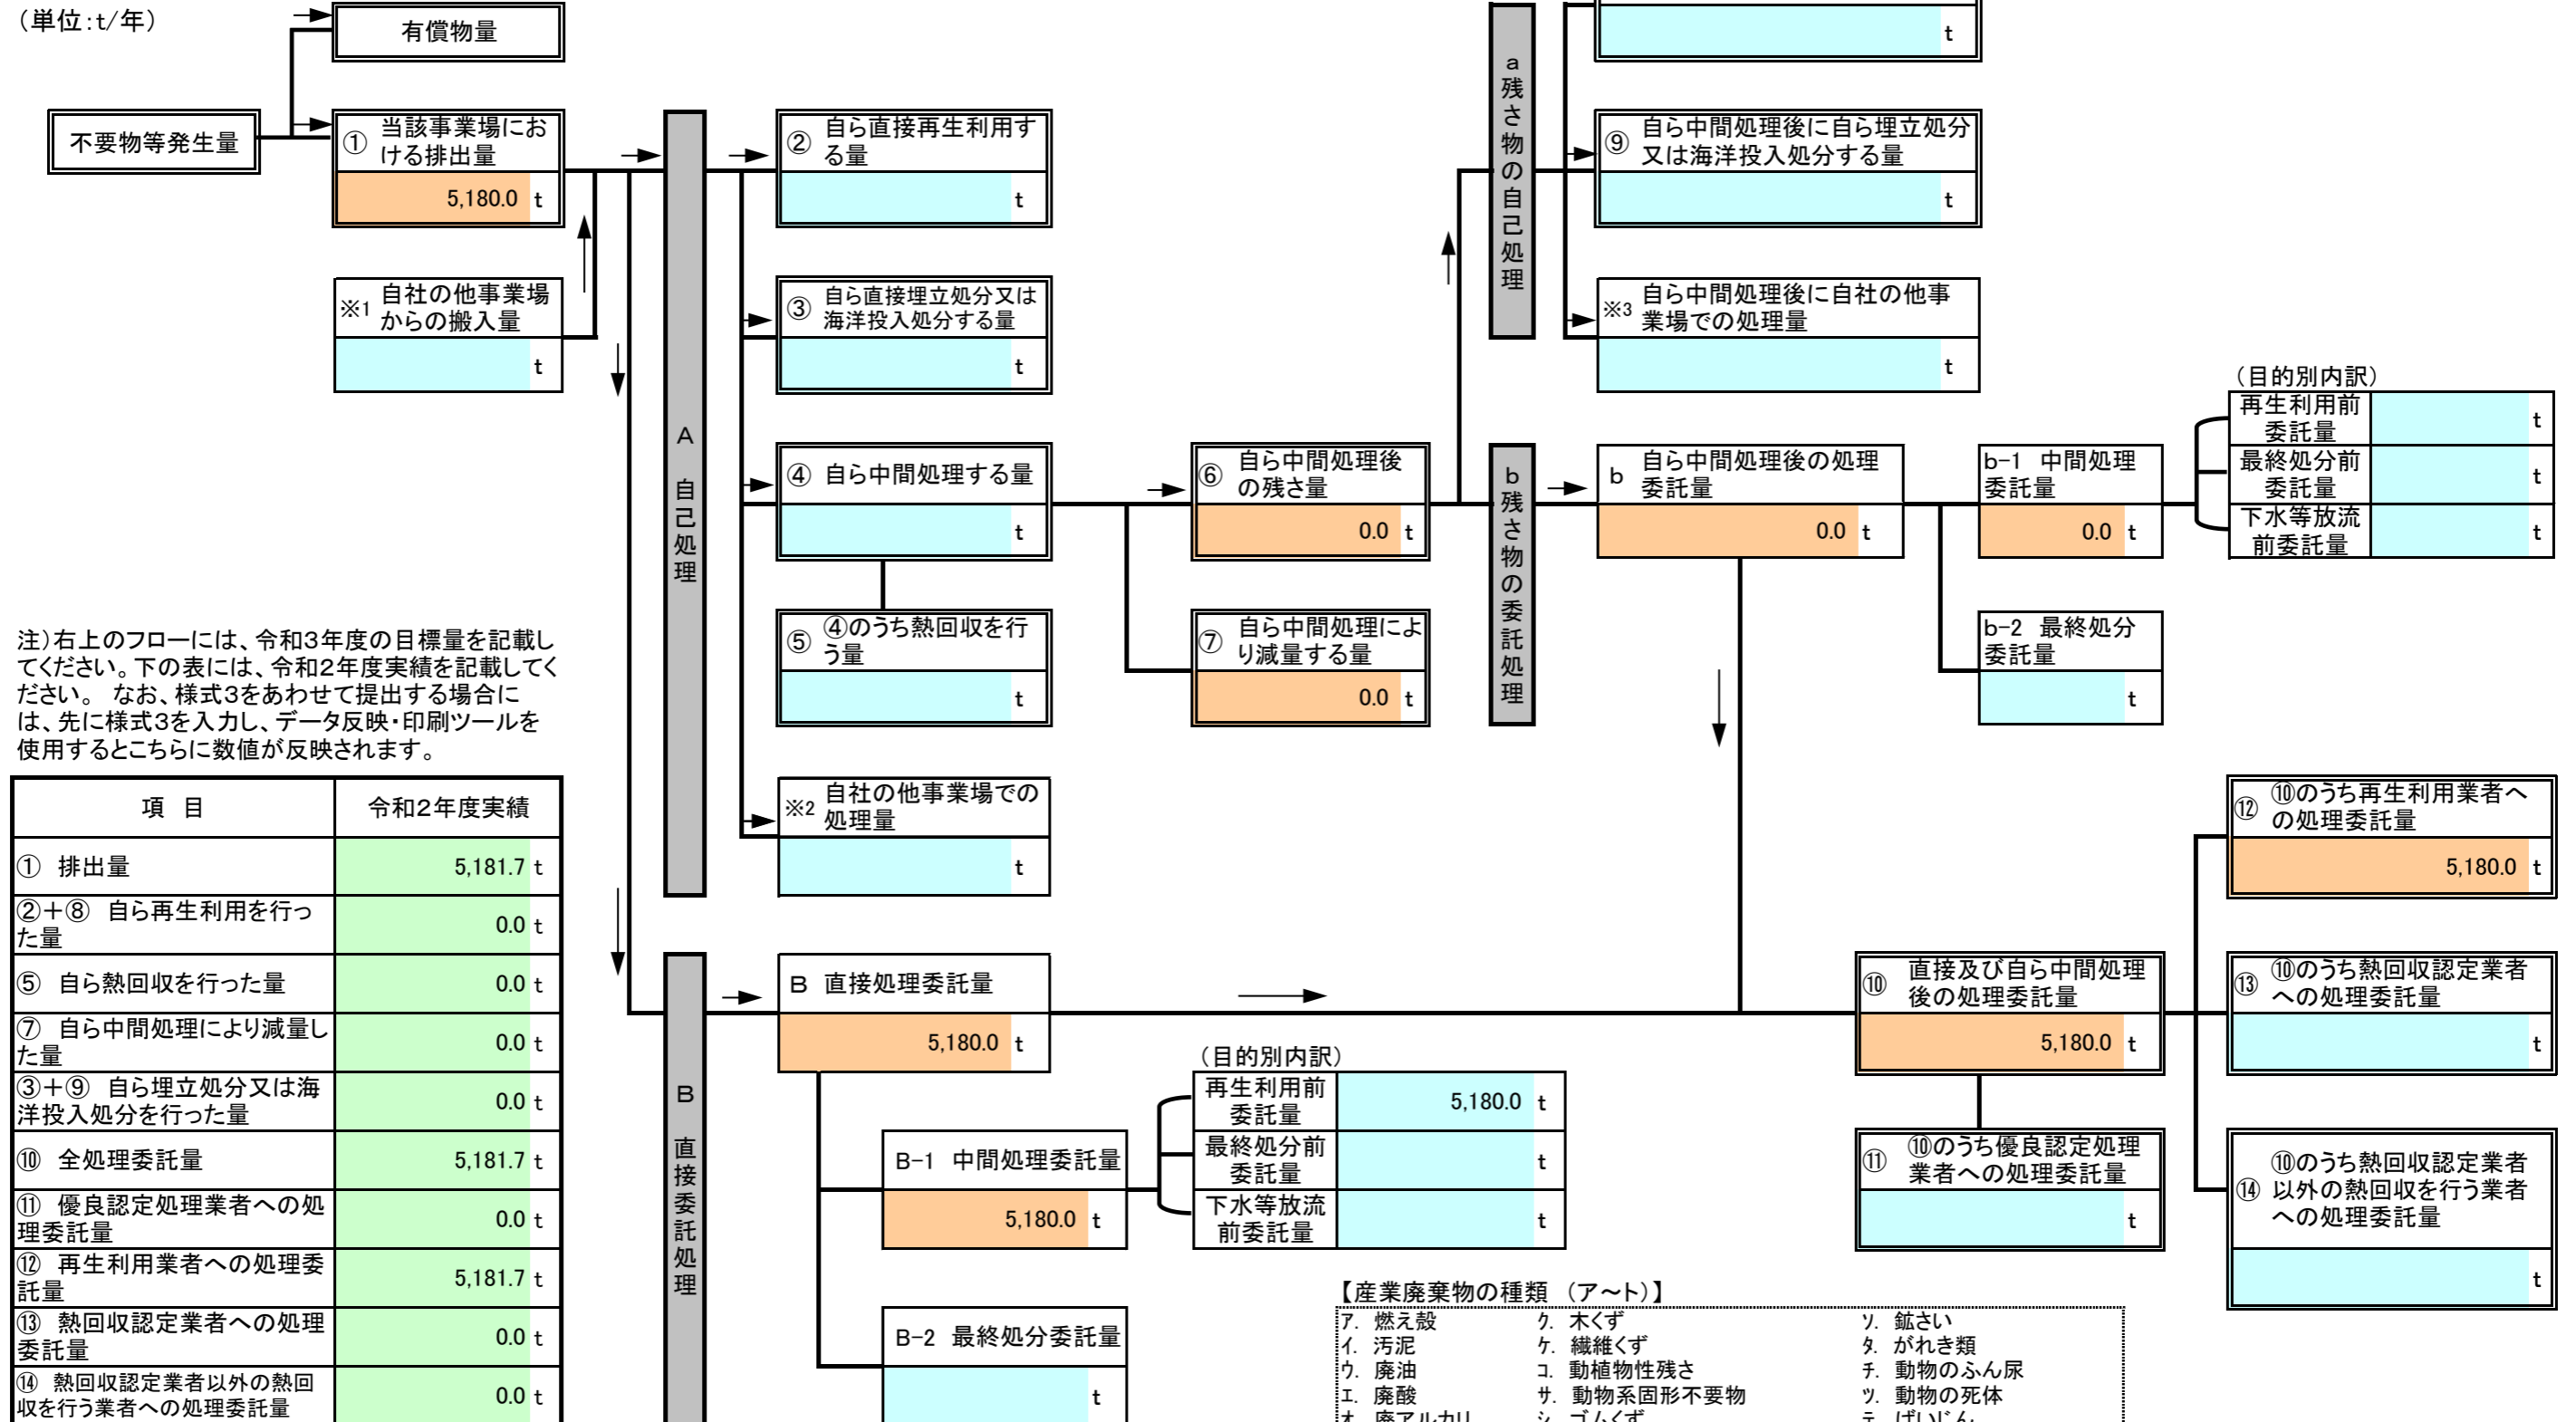 （単位：t/年）
有償物量
不要物等発生量
① 当該事業場にお
ける排出量
5,180.0 t
※1 自社の他事業場
からの搬入量
t
A 自己処理
② 自ら直接再生利用す
る量
t
③ 自ら直接埋立処分又は
海洋投入処分する量
t
④ 自ら中間処理する量
t
⑤ ④のうち熱回収を行
う量
t
※2 自社の他事業場での
処理量
t
⑥ 自ら中間処理後
の残さ量
0.0 t
⑦ 自ら中間処理によ
り減量する量
0.0 t
a 残さ物の自己処理
t
⑨ 自ら中間処理後に自ら埋立処分
又は海洋投入処分する量
t
※3 自ら中間処理後に自社の他事
業場での処理量
t
b 残さ物の委託処理
b 自ら中間処理後の処理
委託量
0.0 t
b-1 中間処理
委託量
0.0 t
b-2 最終処分
委託量
t
（目的別内訳）
再生利用前
委託量
t
最終処分前
委託量
t
下水等放流
前委託量
t
注）右上のフローには、令和３年度の目標量を記載し
てください。下の表には、令和２年度実績を記載してく
ださい。 なお、様式３をあわせて提出する場合に
は、先に様式３を入力し、データ反映・印刷ツールを
使用するとこちらに数値が反映されます。
項 目 令和２年度実績
① 排出量 5,181.7 t
②＋⑧ 自ら再生利用を行っ
た量
0.0 t
⑤ 自ら熱回収を行った量 0.0 t
⑦ 自ら中間処理により減量し
た量
0.0 t
③＋⑨ 自ら埋立処分又は海
洋投入処分を行った量
0.0 t
⑩ 全処理委託量 5,181.7 t
⑪ 優良認定処理業者への処
理委託量
0.0 t
⑫ 再生利用業者への処理委
託量
5,181.7 t
⑬ 熱回収認定業者への処理
委託量
0.0 t
⑭ 熱回収認定業者以外の熱回
収を行う業者への処理委託量
0.0 t
B 直接委託処理
B 直接処理委託量
5,180.0 t
B-1 中間処理委託量
5,180.0 t
B-2 最終処分委託量
t
（目的別内訳）
再生利用前
委託量
5,180.0 t
最終処分前
委託量
t
下水等放流
前委託量
t
⑩ 直接及び自ら中間処理
後の処理委託量
5,180.0 t
⑪ ⑩のうち優良認定処理
業者への処理委託量
t
⑫ ⑩のうち再生利用業者へ
の処理委託量
5,180.0 t
⑬ ⑩のうち熱回収認定業者
への処理委託量
t
⑭ ⑩のうち熱回収認定業者
以外の熱回収を行う業者
への処理委託量
t
【産業廃棄物の種類 （ア～ト）】
ｱ. 燃え殻 ｸ. 木くず ｿ. 鉱さい
ｲ. 汚泥 ｹ. 繊維くず ﾀ. がれき類
ｳ. 廃油 ｺ. 動植物性残さ ﾁ. 動物のふん尿
ｴ. 廃酸 ｻ. 動物系固形不要物 ﾂ. 動物の死体
ｵ. 廃アルカリ ｼ. ゴムくず ﾃ. ばいじん